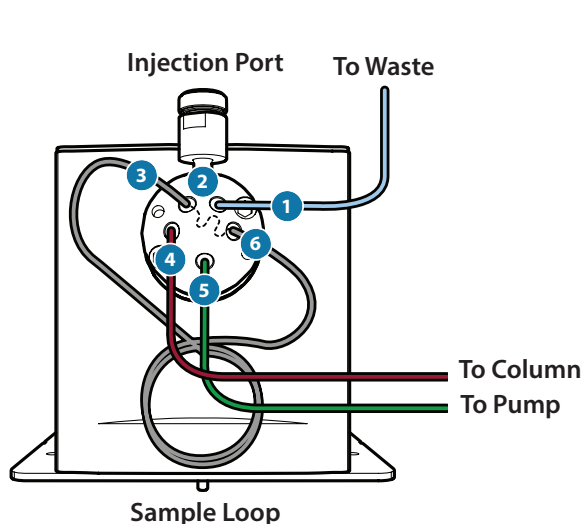 Injection Port
To Waste
3
2
1
6
4
5
To Column
To Pump
Sample Loop